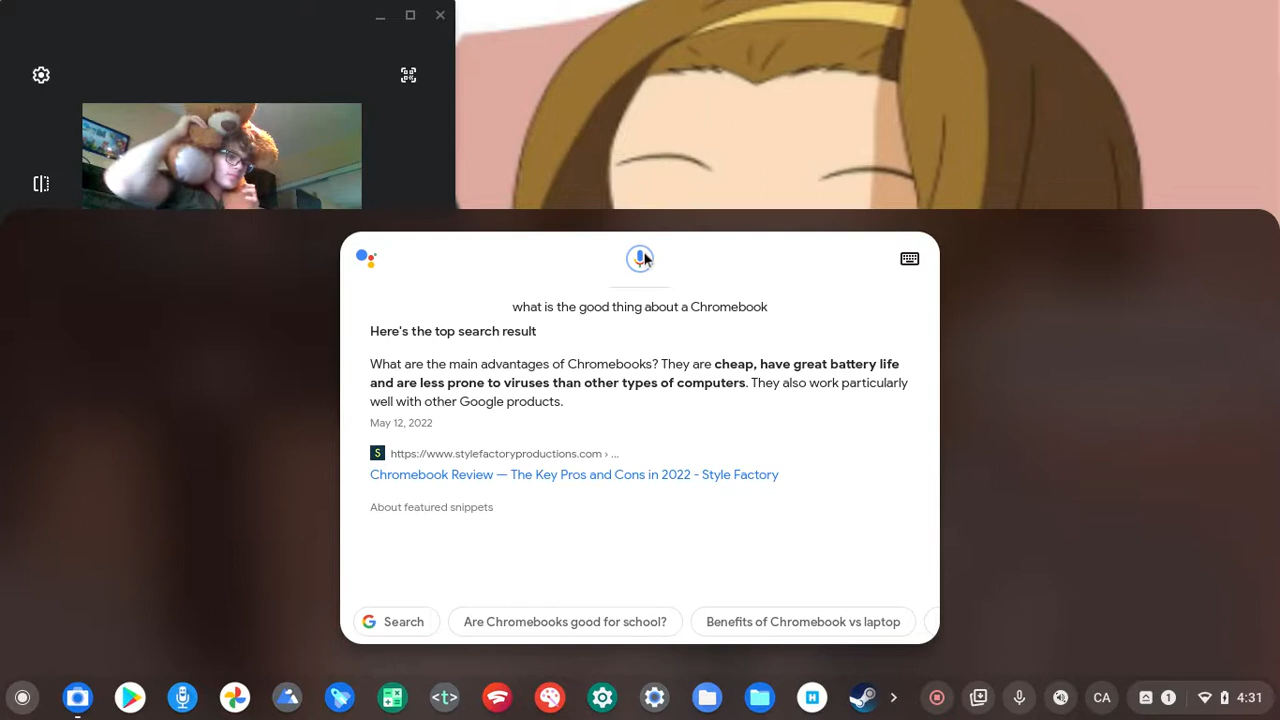 what is the good thing about a Chromebook
Here's the top search result
What are the main advantages of Chromebooks? They are cheap, have great battery life
and are less prone to viruses than other types of computers. They also work particularly
well with other Google products.
May 12, 2022
S
https://www.stylefactoryproductions.com › ...
Chromebook Review — The Key Pros and Cons in 2022 - Style Factory
About featured snippets
G Search
Are Chromebooks good for school?
Benefits of Chromebook vs laptop
<t> H CA 1 4:31